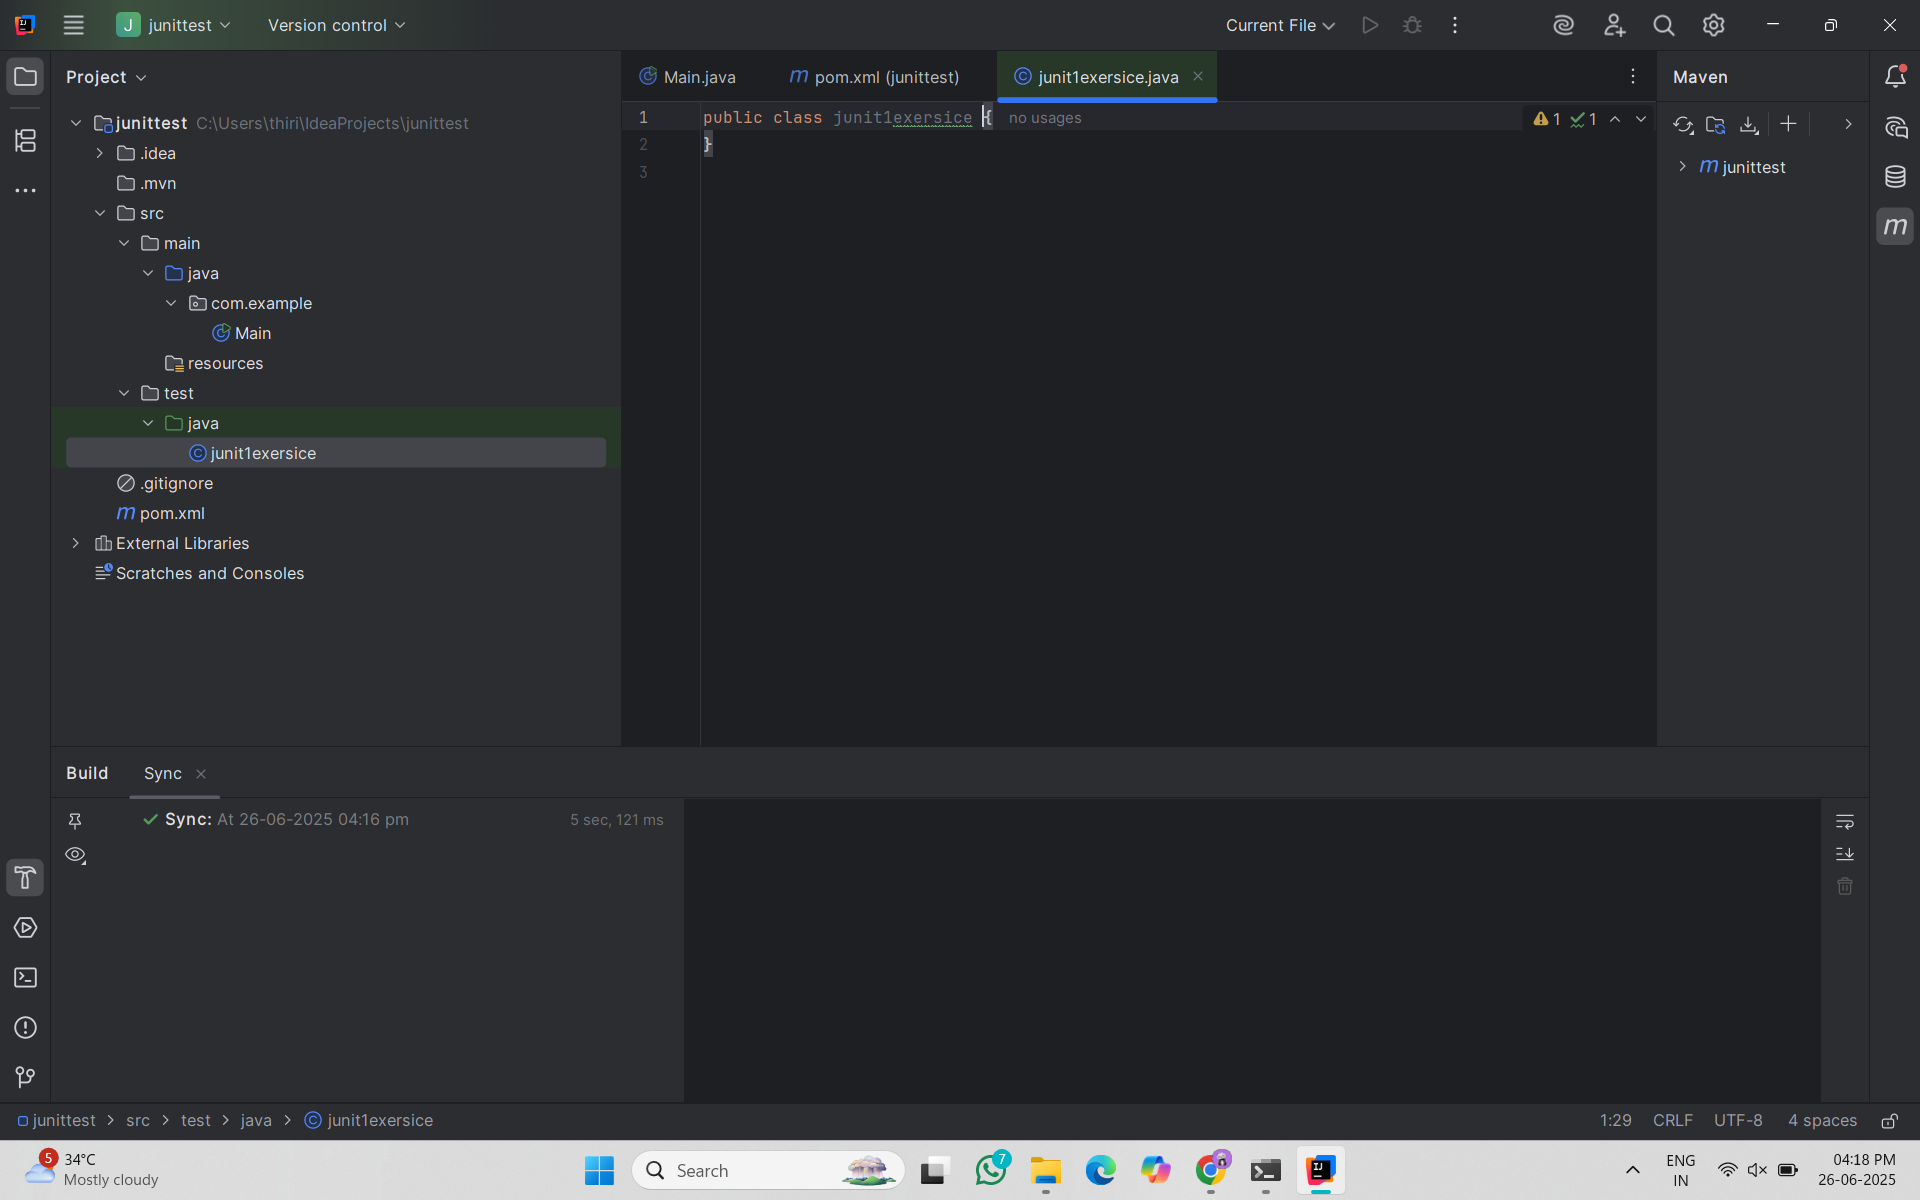 J junittest Version control Current File
Project
Main.java pom.xml (junittest) junit1exersice.java
Maven
junittest C:\Users\thiri\IdeaProjects\junittest
.idea
.mvn
src
main
java
com.example
Main
resources
test
java
junit1exersice
.gitignore
pom.xml
External Libraries
Scratches and Consoles
1 public class junit1exersice { no usages
2 }
3
1 1
junittest
Build Sync
Sync: At 26-06-2025 04:16 pm 5 sec, 121 ms
junittest src test java junit1exersice 1:29 CRLF UTF-8 4 spaces
5
34°C
Mostly cloudy
Search
7
ENG
IN
04:18 PM
26-06-2025